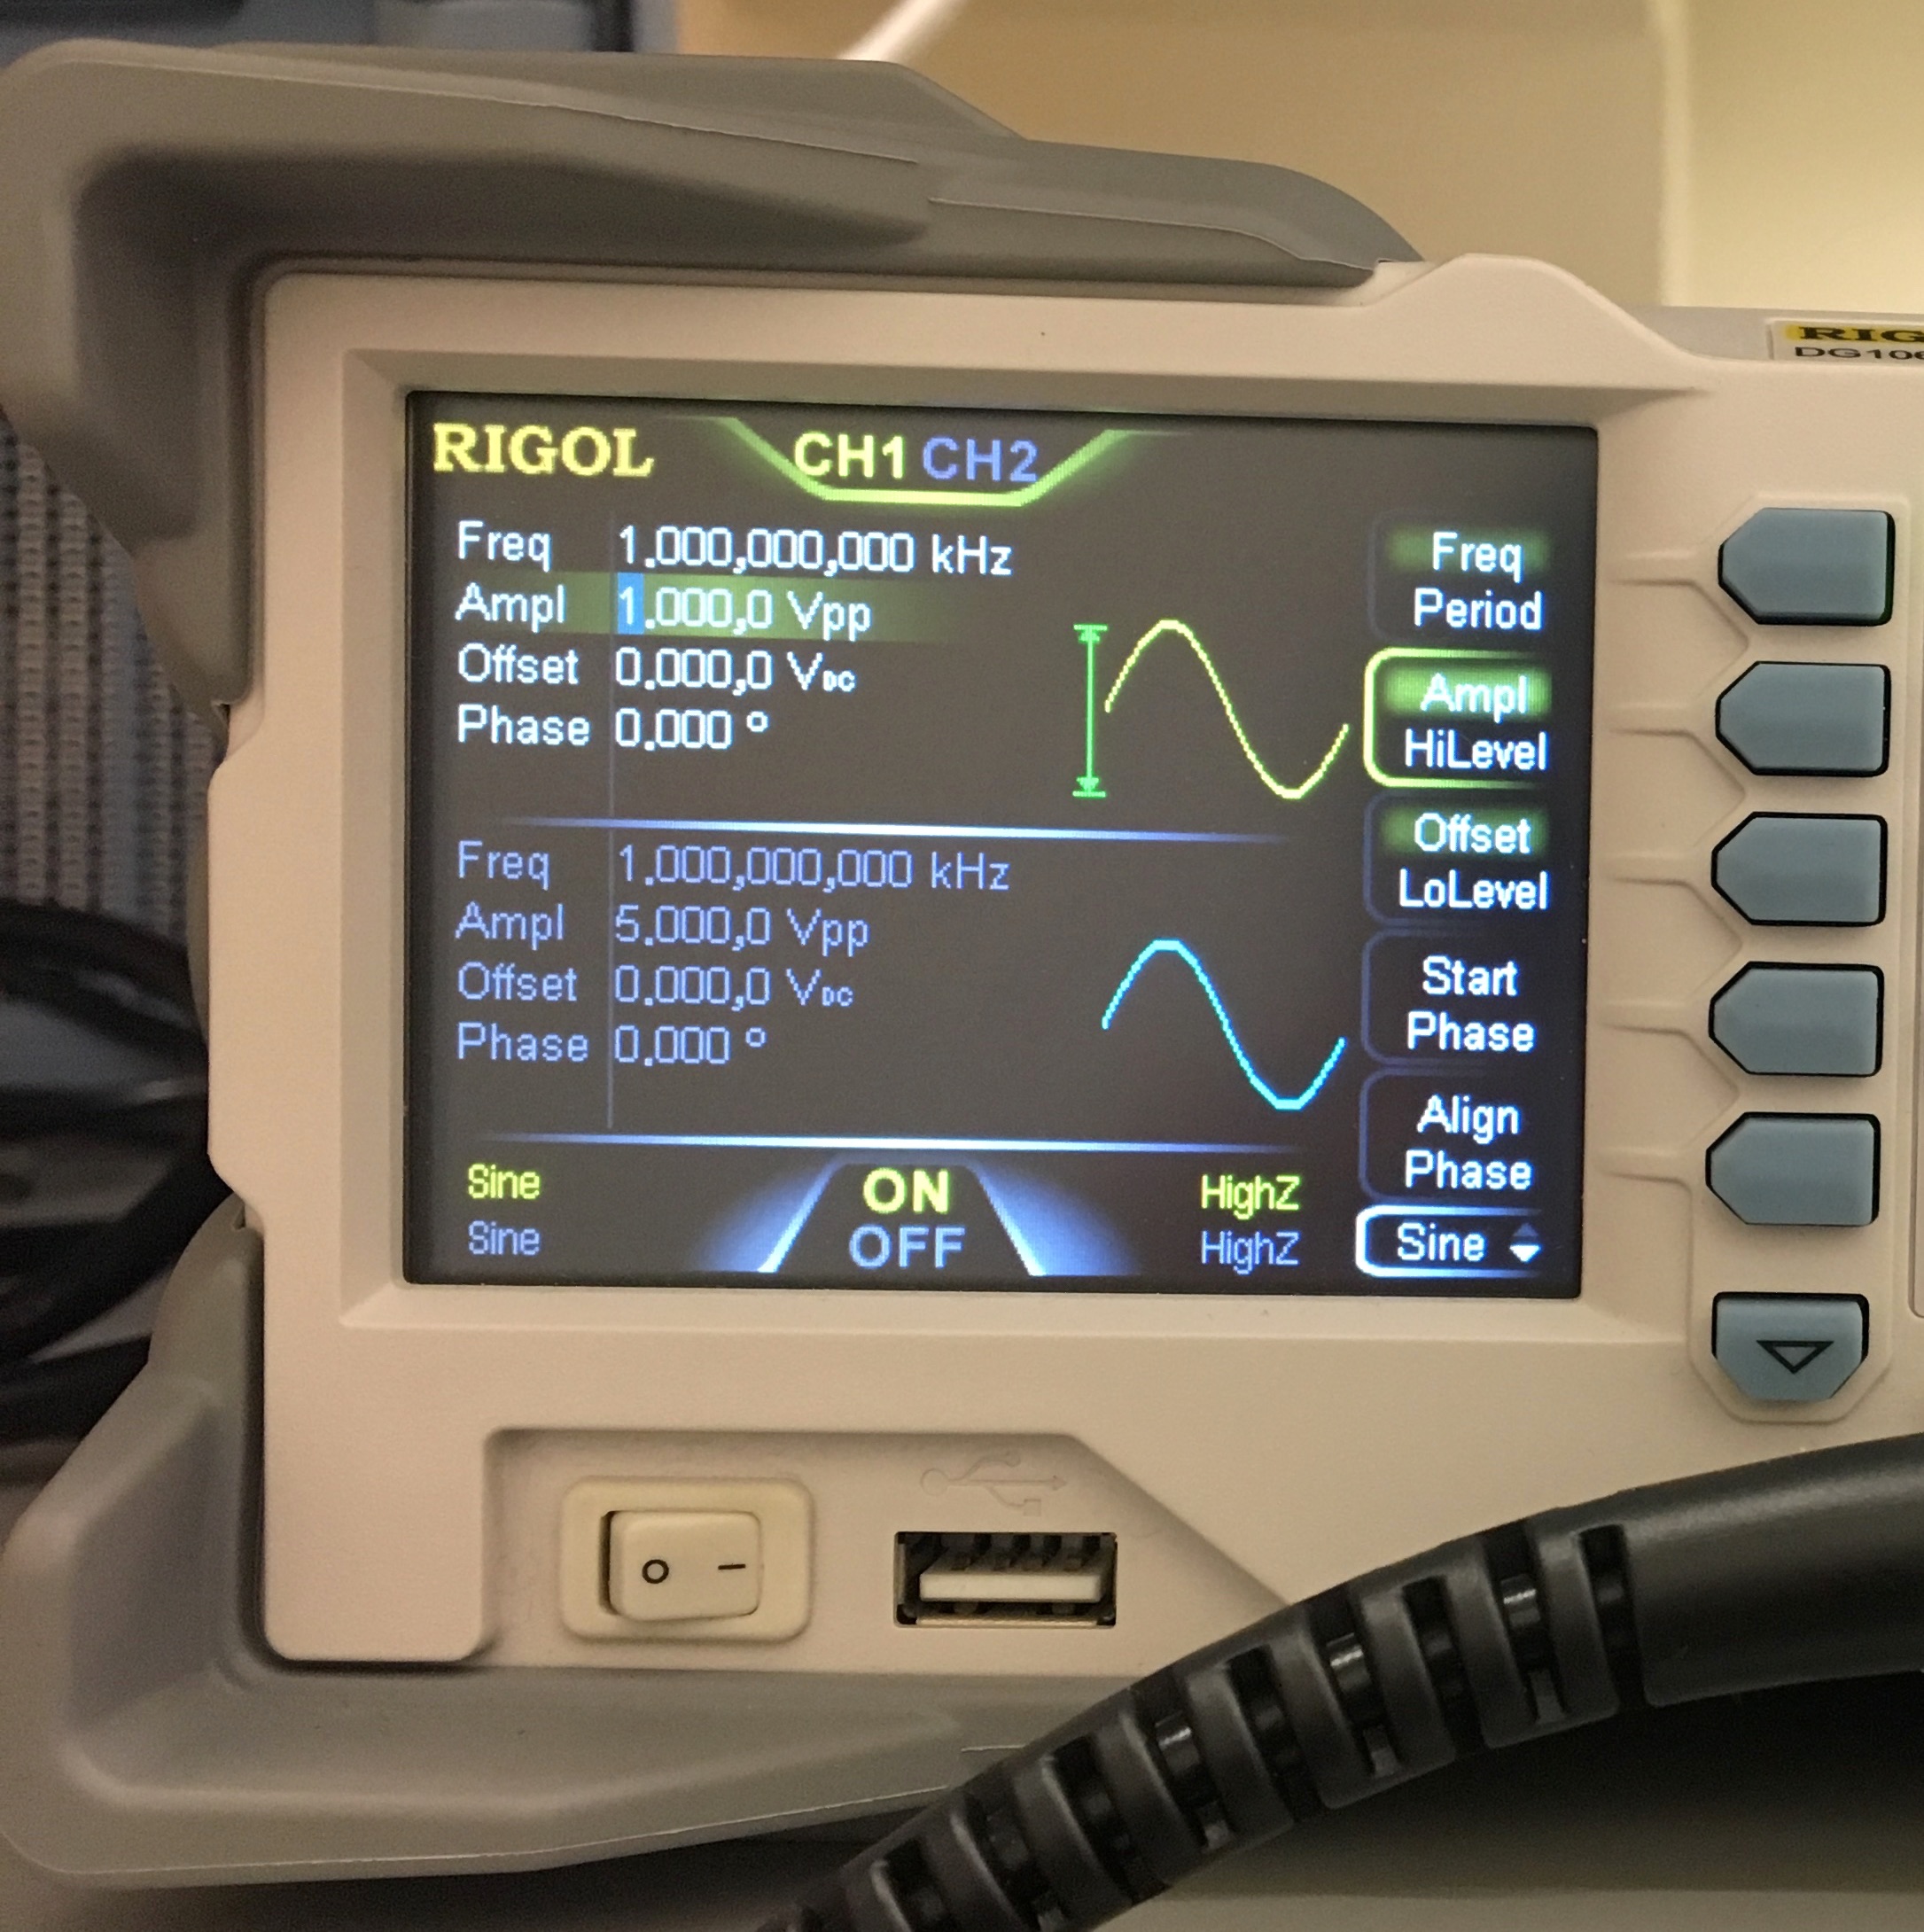 RIGOL
DG10
RIGOL CH1 CH2
Freq 1.000,000,000 kHz
Ampl 1.000,0 Vpp
Offset 0.000,0 VDC
Phase 0.000 °
Freq 1.000,000,000 kHz
Ampl 5.000,0 Vpp
Offset 0.000,0 VDC
Phase 0.000 °
Sine ON HighZ
Sine OFF HighZ
Freq
Period
Ampl
HiLevel
Offset
LoLevel
Start
Phase
Align
Phase
Sine
O –